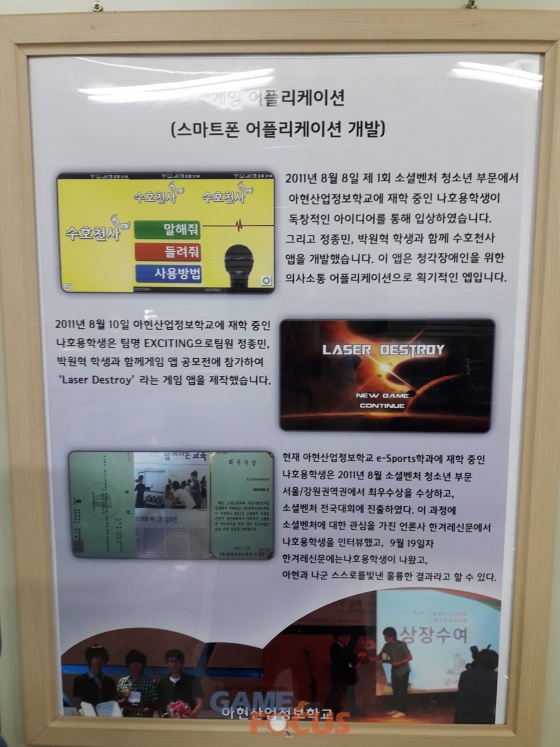 게임 어플리케이션
(스마트폰 어플리케이션 개발)
수호천사
수호천사
수호천사
말해줘
들려줘
사용방법
2011년 8월 8일 제 1회 소셜벤처 청소년 부문에서
아현산업정보학교에 재학 중인 나호용학생이
독창적인 아이디어를 통해 입상하였습니다.
그리고 정종민, 박원혁 학생과 함께 수호천사
앱을 개발했습니다. 이 앱은 청각장애인을 위한
의사소통 어플리케이션으로 획기적인 엡입니다.
2011년 8월 10일 아현산업정보학교에 재학 중인
나호용학생은 팀명 EXCITING으로팀원 정종민,
박원혁 학생과 함께게임 앱 공모전에 참가하여
'Laser Destroy' 라는 게임 앱을 제작했습니다.
LASER DESTROY
NEW GAME
CONTINUE
현재 아현산업정보학교 e-Sports학과에 재학 중인
나호용학생은 2011년 8월 소셜벤처 청소년 부문
서울/강원권역권에서 최우수상을 수상하고,
소셜벤처 전국대회에 진출하였다. 이 과정에
소셜벤처에 대한 관심을 가진 언론사 한겨레신문에서
나호용학생을 인터뷰했고, 9월 19일자
한겨레신문에는나호용학생이 나왔고,
아현과 나군 스스로를빛낸 훌륭한 결과라고 할 수 있다.
최우수상
상장수여
아현산업정보학교
GAME
FOCUS